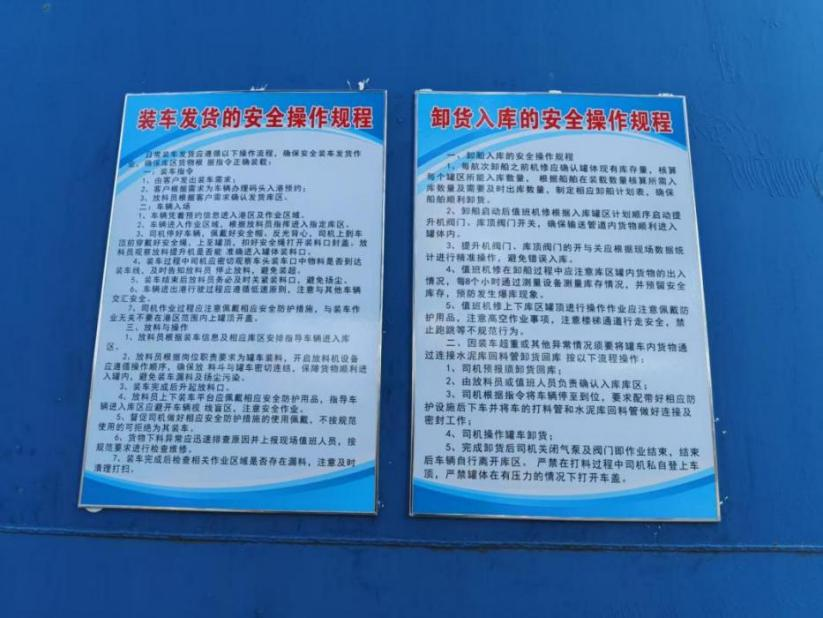 装车发货的安全操作规程
日常装车发货应遵循以下操作流程，确保安全装车发货作
业，确保库区货物根 据指令正确装载：
一：装车指令
1、由客户发出装车需求；
2、客户根据需求为车辆办理码头入港预约；
3、放料员根据客户需求确认发货库区。
二：车辆入场
1、车辆凭着预约信息进入港区及作业区域。
2、车辆进入作业区域，根据放料员指挥进入指定库区。
3、司机停好车辆，佩戴好安全帽、反光背心，司机上到车
顶前穿戴好安全绳，上至罐顶，扣好安全绳打开装料口封盖。放
料员观察放料提升机是否能 准确进入罐体装料口。
4、装车过程中司机应密切观察车头装车口中物料是否到达
装车线，及时告知放料员 停止放料，避免装超。
5、装车结束后放料员务必及时关紧装料口，避免扬尘。
6、车辆进出港行驶过程应遵循低速原则，注意与其他车辆
交汇安全。
7、司机作业过程应注意佩戴相应安全防护措施，与装车作
业无关不要在港区范围内上罐顶开盖。
三、放料与操作
1、放料员根据装车信息及相应库区安排指导车辆进入库
区。
2、放料员根据岗位职责要求为罐车装料，开启放料机设备
应遵循操作顺序，确保放 料斗与罐车密切连结，保障货物顺利进
入罐内，避免装车漏料及扬尘污染。
3、装车完成后升起放料口。
4、放料员上下装车平台应佩戴相应安全防护用品，指导车
辆进入库区应避开车辆视 线盲区，注意安全作业。
5、督促司机做好相应安全防护措施的使用佩戴，不按规范
使用的可拒绝为其装车。
6、货物下料异常应迅速排查原因并上报现场值班人员，按
规范要求进行检查维修。
7、装车完成后检查相关作业区域是否存在漏料，注意及时
清理打扫。
卸货入库的安全操作规程
一、卸船入库的安全操作规程
1、每航次卸船之前机修应确认罐体现有库存量，核算
每个罐区所能入库数量， 根据船舶在装载数量核算所需入
库数量及需要及时出库数量，制定相应卸船计划表，确保
船舶顺利卸货。
2、卸船启动后值班机修根据入库罐区计划顺序启动提
升机阀门、库顶阀门开关，确保输送管道内货物顺利进入
罐体内。
3、提升机阀门、库顶阀门的开与关应根据现场数据统
计进行精准操作，避免错误入库。
4、值班机修在卸船过程中应注意库区罐内货物的出入
情况，每8个小时通过测量设备测量库存情况，并预留安全
库存，预防发生爆库现象。
5、值班机修上下库区罐顶进行操作作业应注意佩戴防
护用品，注意高空作业事项，注意楼梯通道行走安全，禁
止跑跳等不规范行为。
二、因装车超重或其他异常情况须要将罐车内货物通
过连接水泥库回料管卸货回库 按以下流程操作：
1、司机预报须卸货回库；
2、由放料员或值班人员负责确认入库库区；
3、司机根据指令将车辆停至到位，要求配带好相应防
护设施后下车并将车的打料管和水泥库回料管做好连接及
密封工作；
4、司机操作罐车卸货；
5、完成卸货后司机关闭气泵及阀门即作业结束，结束
后车辆自行离开库区。 严禁在打料过程中司机私自登上车
顶，严禁罐体在有压力的情况下打开车盖。